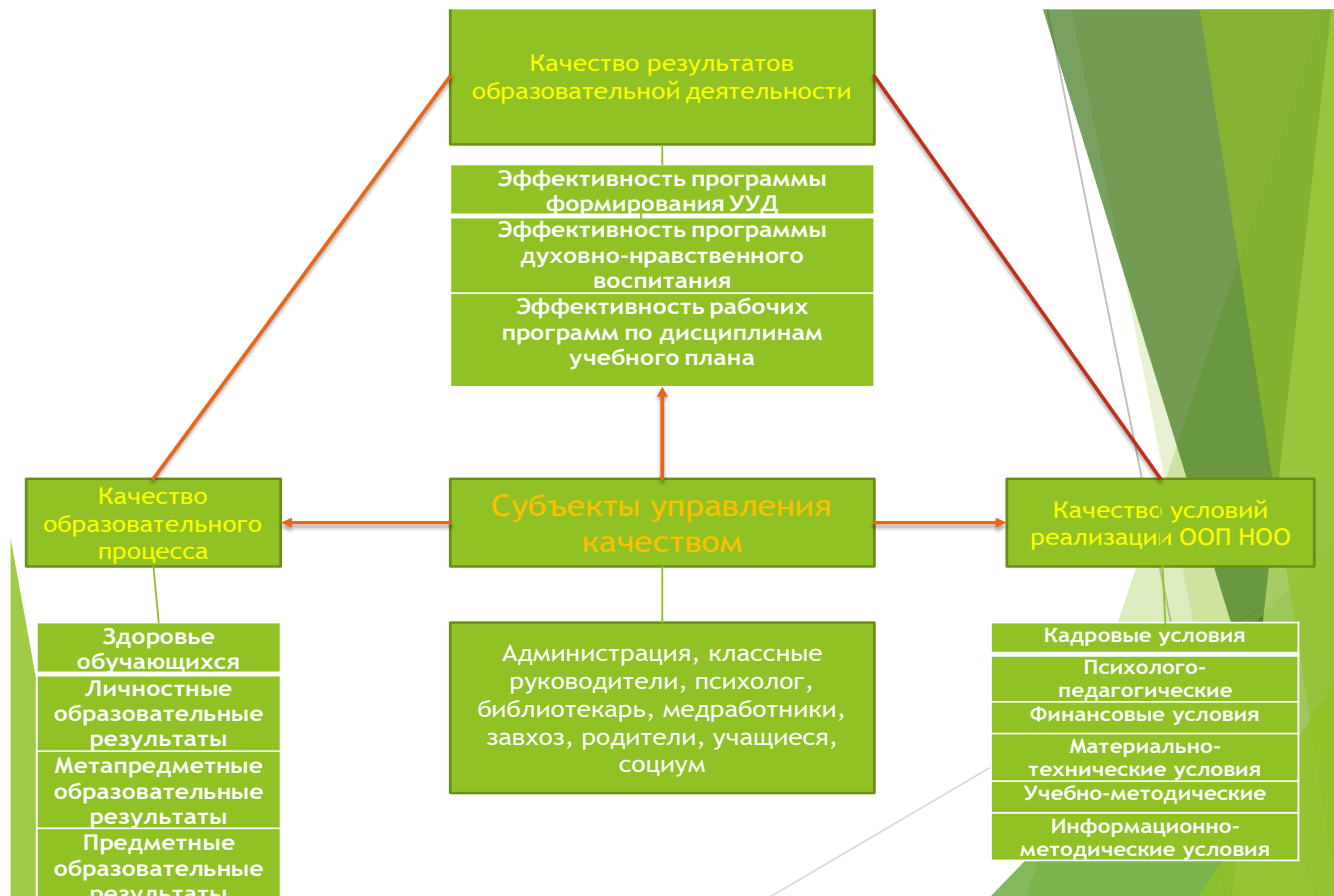 Качество результатов
образовательной деятельности
Эффективность программы
формирования УУД
Эффективность программы
духовно-нравственного
воспитания
Эффективность рабочих
программ по дисциплинам
учебного плана
Качество
образовательного
процесса
Субъекты управления
качеством
Качество условий
реализации ООП НОО
Здоровье
обучающихся
Личностные
образовательные
результаты
Метапредметные
образовательные
результаты
Предметные
образовательные
результаты
Администрация, классные
руководители, психолог,
библиотекарь, медработники,
завхоз, родители, учащиеся,
социум
Кадровые условия
Психолого-
педагогические
Финансовые условия
Материально-
технические условия
Учебно-методические
Информационно-
методические условия